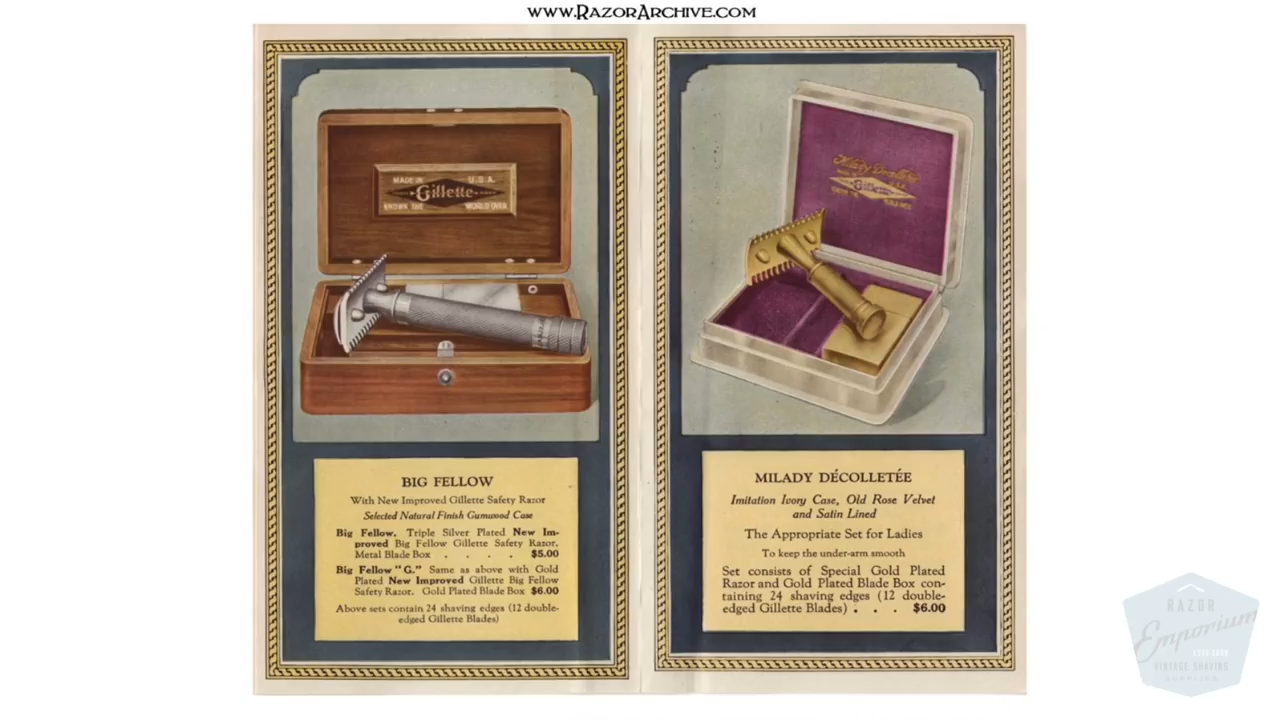 www.RazorArchive.com
MADE IN U.S.A.
Gillette
KNOWN THE WORLD OVER
BIG FELLOW
With New Improved Gillette Safety Razor
Selected Natural Finish Gumwood Case
Big Fellow. Triple Silver Plated New Im-
proved Big Fellow Gillette Safety Razor.
Metal Blade Box . . . . $5.00
Big Fellow "G." Same as above with Gold
Plated New Improved Gillette Big Fellow
Safety Razor. Gold Plated Blade Box $6.00
Above sets contain 24 shaving edges (12 double-
edged Gillette Blades)
Milady Décolletée
Gillette
MILADY DÉCOLLETÉE
Imitation Ivory Case, Old Rose Velvet
and Satin Lined
The Appropriate Set for Ladies
To keep the under-arm smooth
Set consists of Special Gold Plated
Razor and Gold Plated Blade Box con-
taining 24 shaving edges (12 double-
edged Gillette Blades) . . . $6.00
RAZOR
Emporium
VINTAGE SHAVING
SUPPLIES